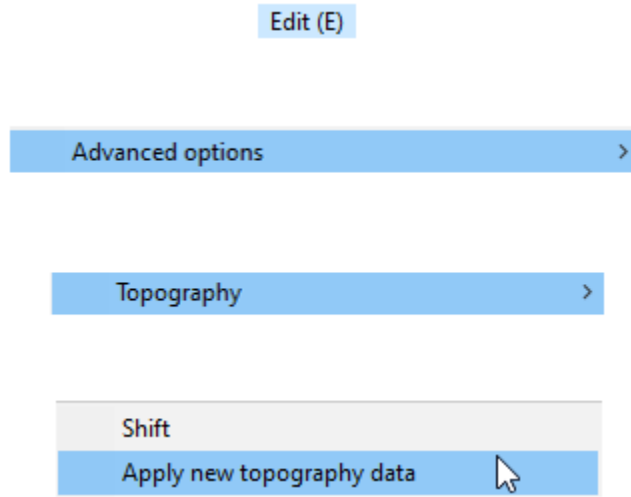 Edit (E)
Advanced options
Topography
Shift
Apply new topography data